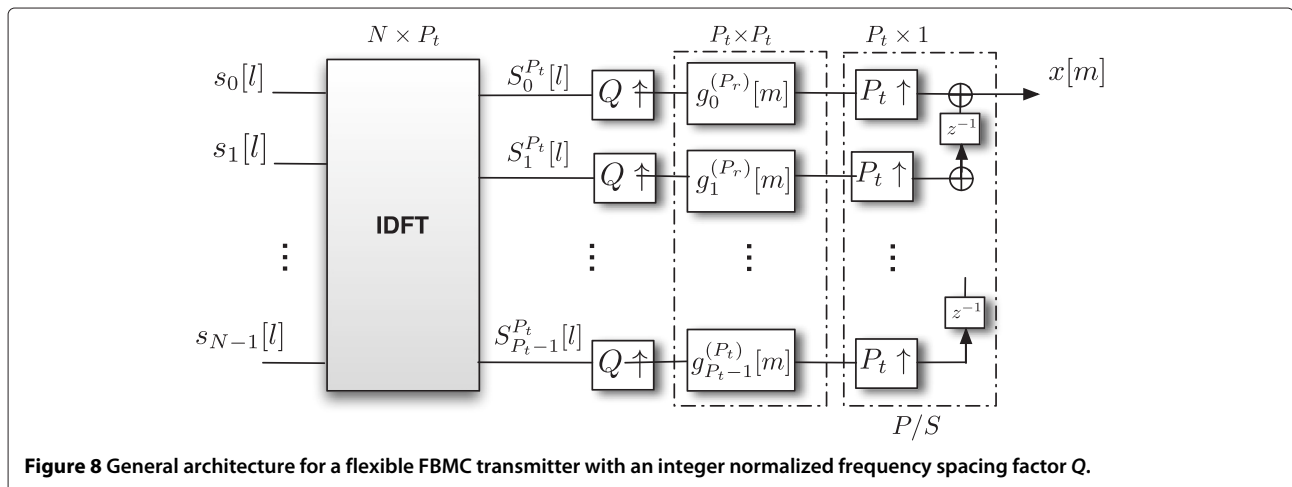 N × P_t
P_t×P_t
P_t × 1
s_0[l]
S_0^{P_t}[l]
Q ↑
g_0^{(P_r)}[m]
P_t ↑
x[m]
z^{-1}
s_1[l]
S_1^{P_t}[l]
Q ↑
g_1^{(P_r)}[m]
P_t ↑
IDFT
s_{N-1}[l]
S_{P_t-1}^{P_t}[l]
Q ↑
g_{P_t-1}^{(P_t)}[m]
P_t ↑
z^{-1}
P/S
Figure 8 General architecture for a flexible FBMC transmitter with an integer normalized frequency spacing factor Q.